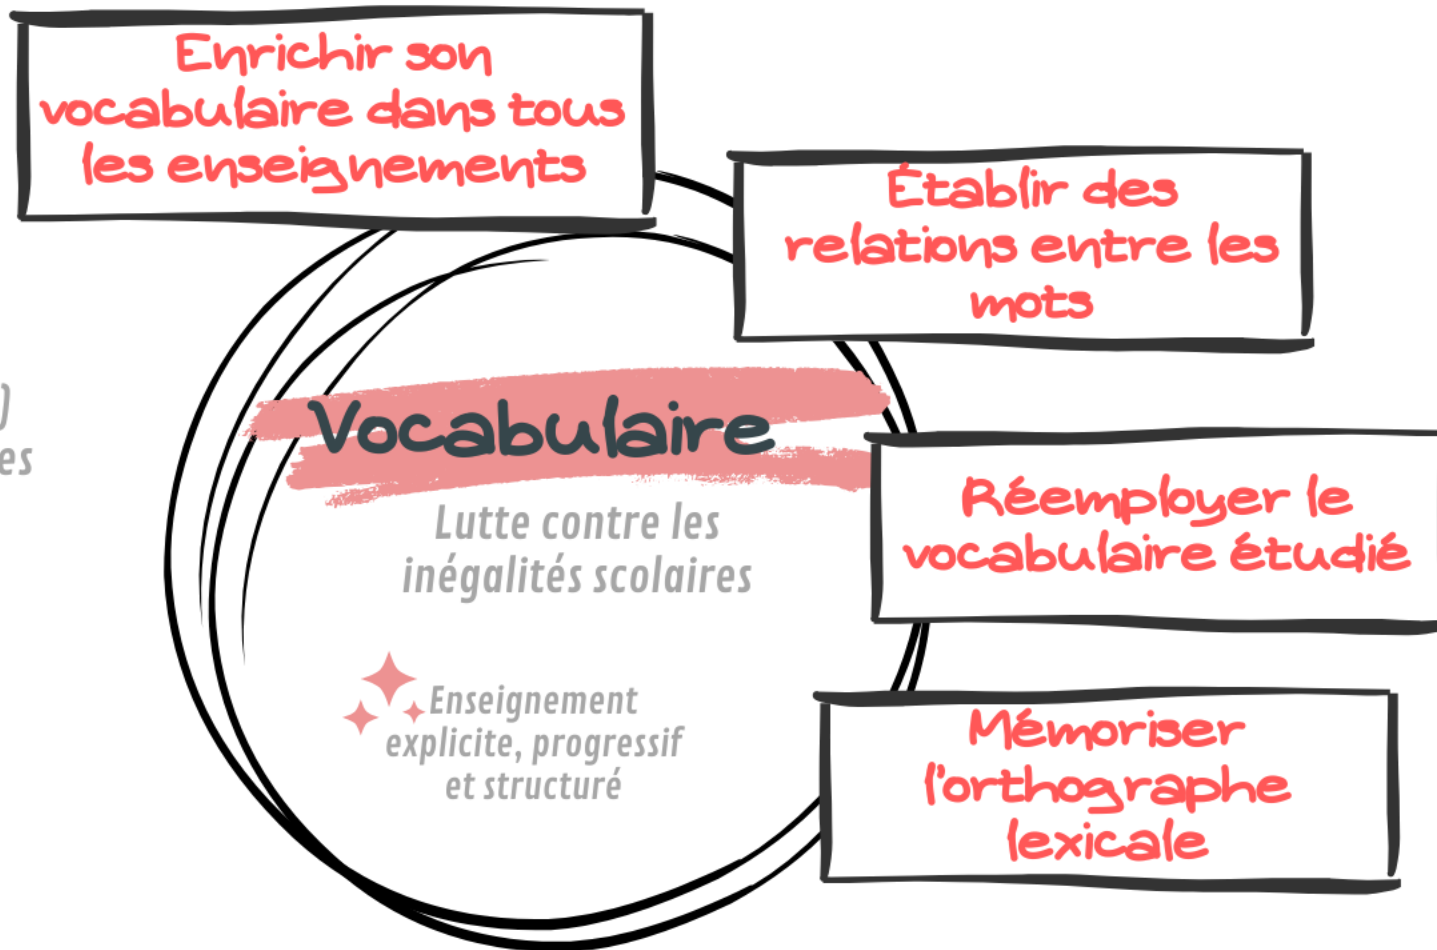 Enrichir son
vocabulaire dans tous
les enseignements
Établir des
relations entre les
mots
Vocabulaire
Lutte contre les
inégalités scolaires
Réemployer le
vocabulaire étudié
Enseignement
explicite, progressif
et structuré
Mémoriser
l'orthographe
lexicale